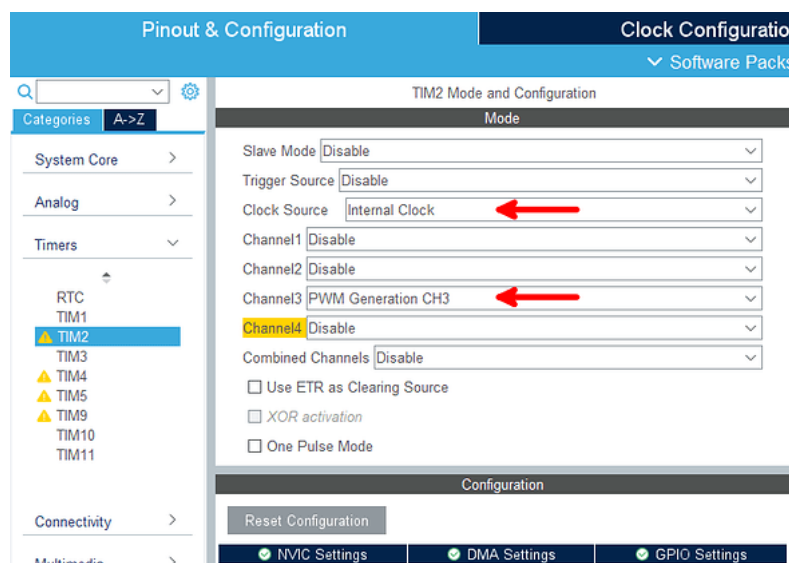 Pinout & Configuration
Clock Configuratio
Software Packs
Categories
A->Z
System Core
Analog
Timers
RTC
TIM1
TIM2
TIM3
TIM4
TIM5
TIM9
TIM10
TIM11
Connectivity
Multimedia
TIM2 Mode and Configuration
Mode
Slave Mode Disable
Trigger Source Disable
Clock Source Internal Clock
Channel1 Disable
Channel2 Disable
Channel3 PWM Generation CH3
Channel4 Disable
Combined Channels Disable
Use ETR as Clearing Source
XOR activation
One Pulse Mode
Configuration
Reset Configuration
NVIC Settings
DMA Settings
GPIO Settings